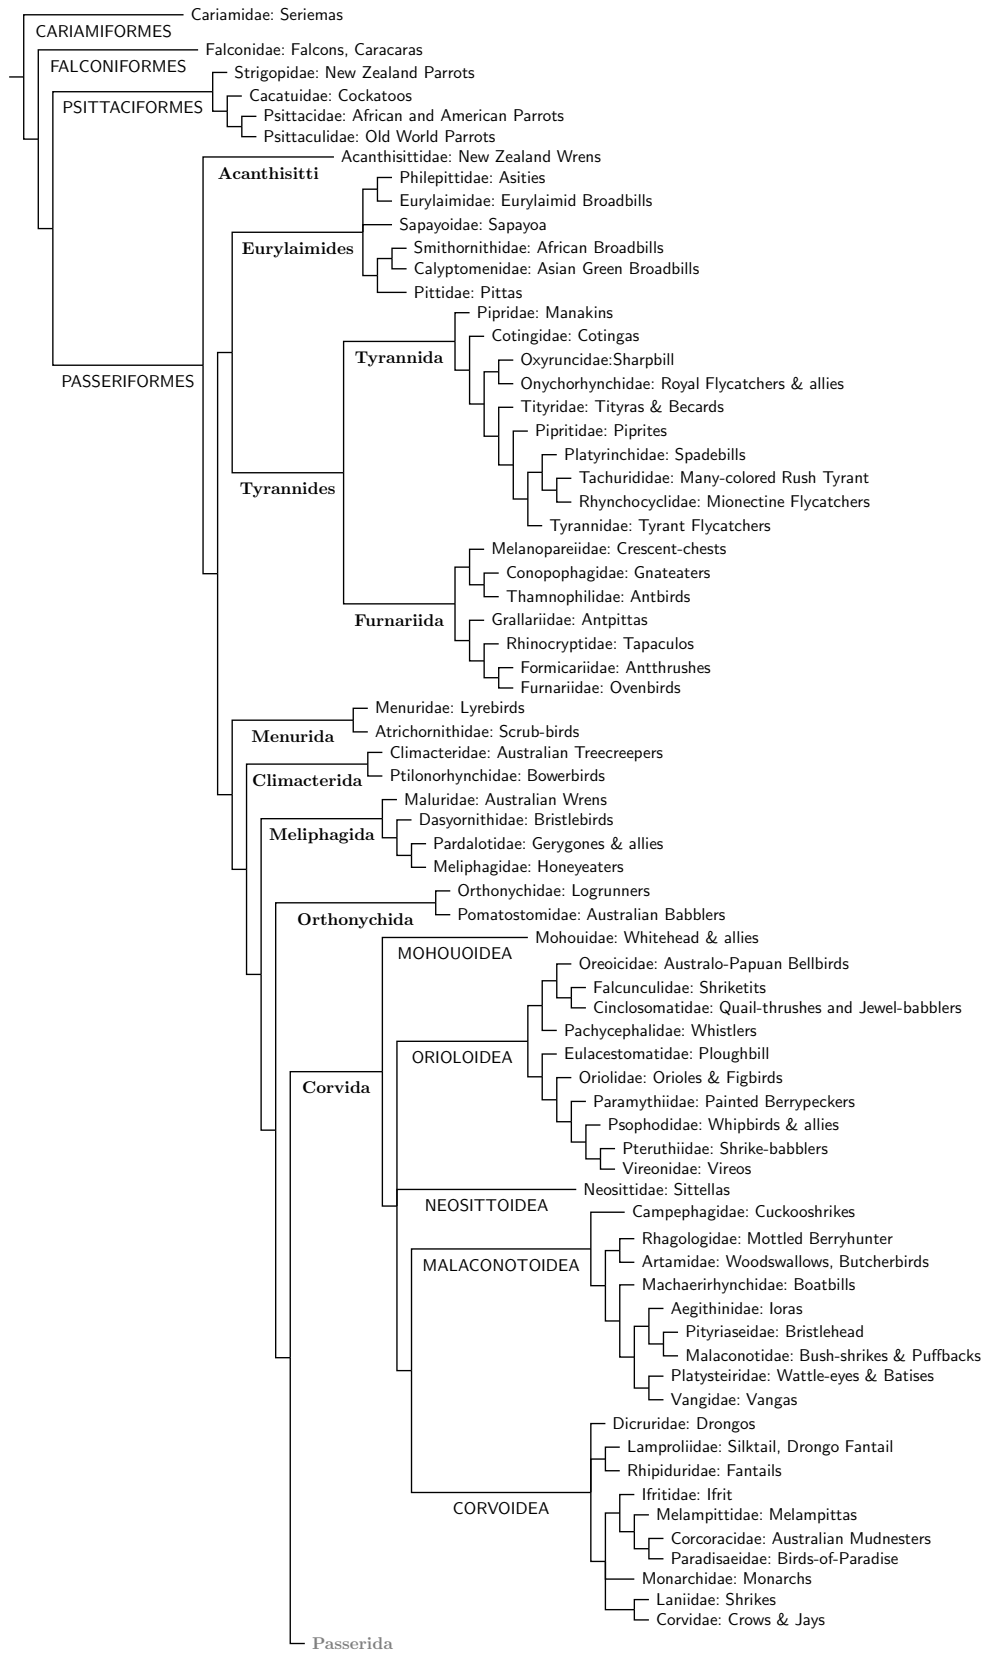 Cariamidae: Seriemas
CARIAMIFORMES
Falconidae: Falcons, Caracaras
FALCONIFORMES
Strigopidae: New Zealand Parrots
Cacatuidae: Cockatoos
PSITTACIFORMES
Psittacidae: African and American Parrots
Psittaculidae: Old World Parrots
Acanthisittidae: New Zealand Wrens
Acanthisitti
Philepittidae: Asities
Eurylaimidae: Eurylaimid Broadbills
Sapayoidae: Sapayoa
Eurylaimides
Smithornithidae: African Broadbills
Calyptomenidae: Asian Green Broadbills
Pittidae: Pittas
Pipridae: Manakins
Cotingidae: Cotingas
Tyrannida
Oxyruncidae:Sharpbill
Onychorhynchidae: Royal Flycatchers & allies
PASSERIFORMES
Tityridae: Tityras & Becards
Pipritidae: Piprites
Platyrinchidae: Spadebills
Tachurididae: Many-colored Rush Tyrant
Tyrannides
Rhynchocyclidae: Mionectine Flycatchers
Tyrannidae: Tyrant Flycatchers
Melanopareiidae: Crescent-chests
Conopophagidae: Gnateaters
Thamnophilidae: Antbirds
Furnariida
Grallariidae: Antpittas
Rhinocryptidae: Tapaculos
Formicariidae: Antthrushes
Furnariidae: Ovenbirds
Menuridae: Lyrebirds
Menurida
Atrichornithidae: Scrub-birds
Climacteridae: Australian Treecreepers
Climacterida
Ptilonorhynchidae: Bowerbirds
Maluridae: Australian Wrens
Dasyornithidae: Bristlebirds
Meliphagida
Pardalotidae: Gerygones & allies
Meliphagidae: Honeyeaters
Orthonychidae: Logrunners
Orthonychida
Pomatostomidae: Australian Babblers
Mohouidae: Whitehead & allies
MOHOUOIDEA
Oreoicidae: Australo-Papuan Bellbirds
Falcunculidae: Shriketits
Cinclosomatidae: Quail-thrushes and Jewel-babblers
Pachycephalidae: Whistlers
ORIOLOIDEA
Eulacestomatidae: Ploughbill
Oriolidae: Orioles & Figbirds
Corvida
Paramythiidae: Painted Berrypeckers
Psophodidae: Whipbirds & allies
Pteruthiidae: Shrike-babblers
Vireonidae: Vireos
Neosittidae: Sittellas
NEOSITTOIDEA
Campephagidae: Cuckooshrikes
Rhagologidae: Mottled Berryhunter
MALACONOTOIDEA
Artamidae: Woodswallows, Butcherbirds
Machaerirhynchidae: Boatbills
Aegithinidae: Ioras
Pityriaseidae: Bristlehead
Malaconotidae: Bush-shrikes & Puffbacks
Platysteiridae: Wattle-eyes & Batises
Vangidae: Vangas
Dicruridae: Drongos
Lamproliidae: Silktail, Drongo Fantail
Rhipiduridae: Fantails
Ifritidae: Ifrit
CORVOIDEA
Melampittidae: Melampittas
Corcoracidae: Australian Mudnesters
Paradisaeidae: Birds-of-Paradise
Monarchidae: Monarchs
Laniidae: Shrikes
Corvidae: Crows & Jays
Passerida